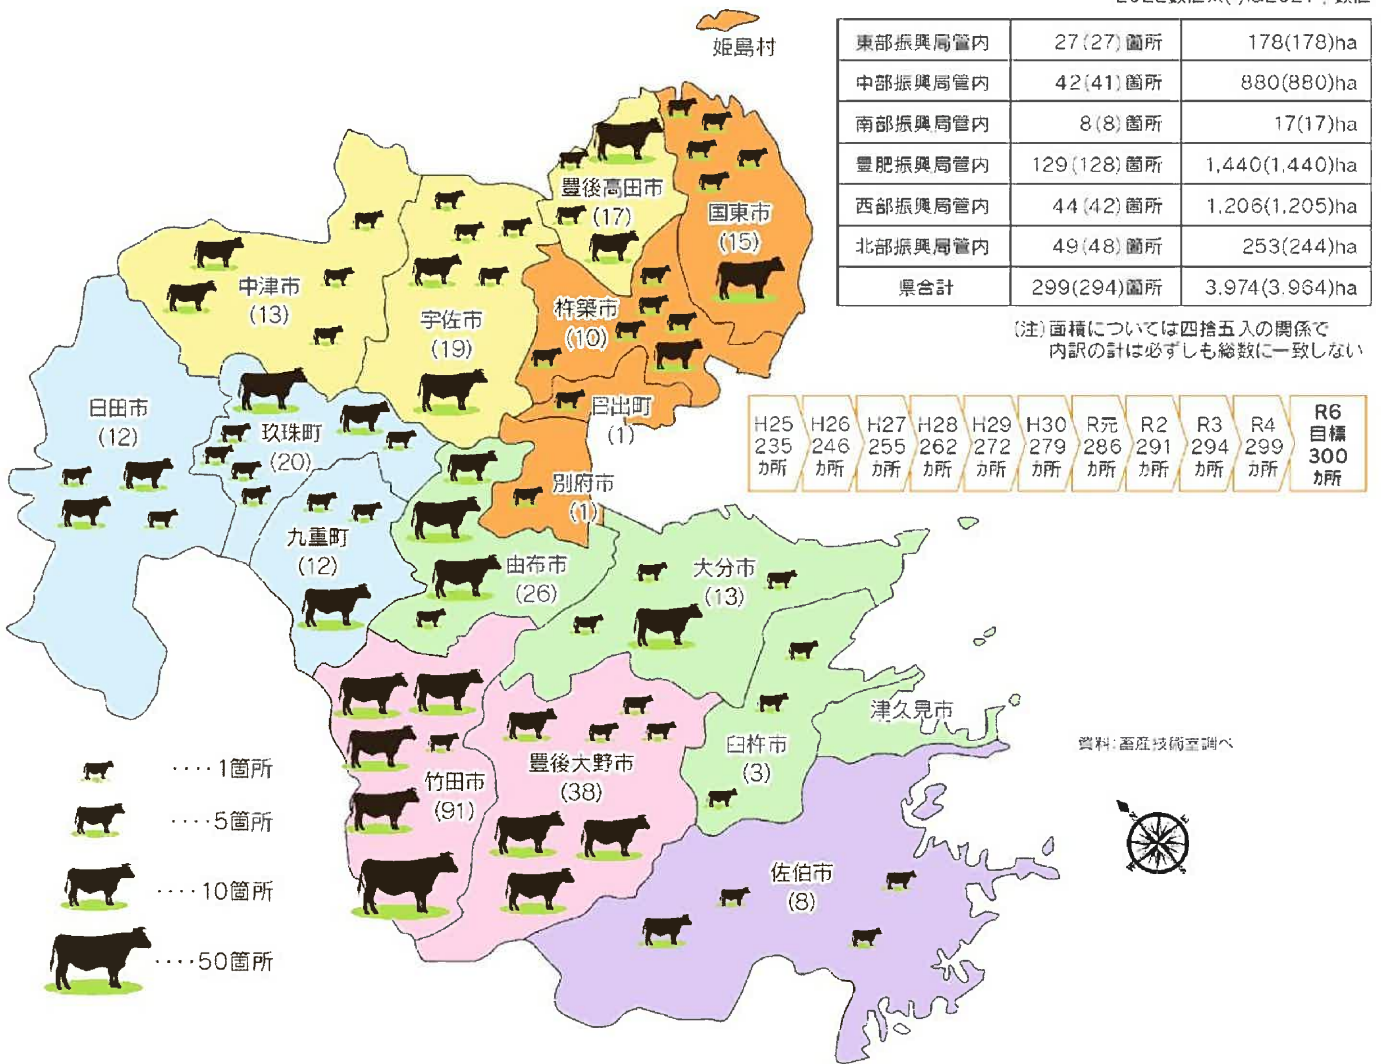 姫島村
東部振興局管内 27(27)箇所 178(178)ha
中部振興局管内 42(41)箇所 880(880)ha
南部振興局管内 8(8)箇所 17(17)ha
豊肥振興局管内 129(128)箇所 1,440(1,440)ha
西部振興局管内 44(42)箇所 1,206(1,205)ha
北部振興局管内 49(48)箇所 253(244)ha
県合計 299(294)箇所 3,974(3,964)ha
(注)面積については四捨五入の関係で
内訳の計は必ずしも総数に一致しない
H25
235
カ所
H26
246
カ所
H27
255
カ所
H28
262
カ所
H29
272
カ所
H30
279
カ所
R元
286
カ所
R2
291
カ所
R3
294
カ所
R4
299
カ所
R6
目標
300
カ所
豊後高田市
(17)
国東市
(15)
中津市
(13)
宇佐市
(19)
杵築市
(10)
日出町
(1)
日田市
(12)
玖珠町
(20)
別府市
(1)
九重町
(12)
由布市
(26)
大分市
(13)
津久見市
臼杵市
(3)
竹田市
(91)
豊後大野市
(38)
佐伯市
(8)
資料:畜産技術室調べ
‥‥1箇所
‥‥5箇所
‥‥10箇所
‥‥50箇所